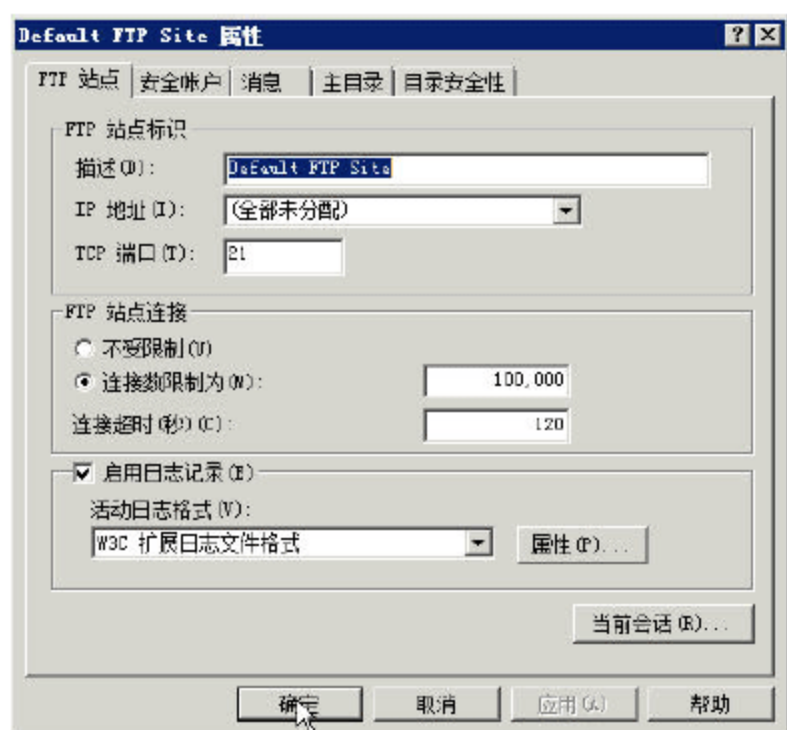 Default FTP Site 属性
FTP 站点 安全帐户 消息 主目录 目录安全性
FTP 站点标识
描述(D): Default FTP Site
IP 地址(I): (全部未分配)
TCP 端口(T): 21
FTP 站点连接
不受限制(U)
连接数限制为(M): 100,000
连接超时(秒)(C): 120
启用日志记录(E)
活动日志格式(V):
W3C 扩展日志文件格式 属性(P)...
当前会话(R)...
确定 取消 应用(A) 帮助